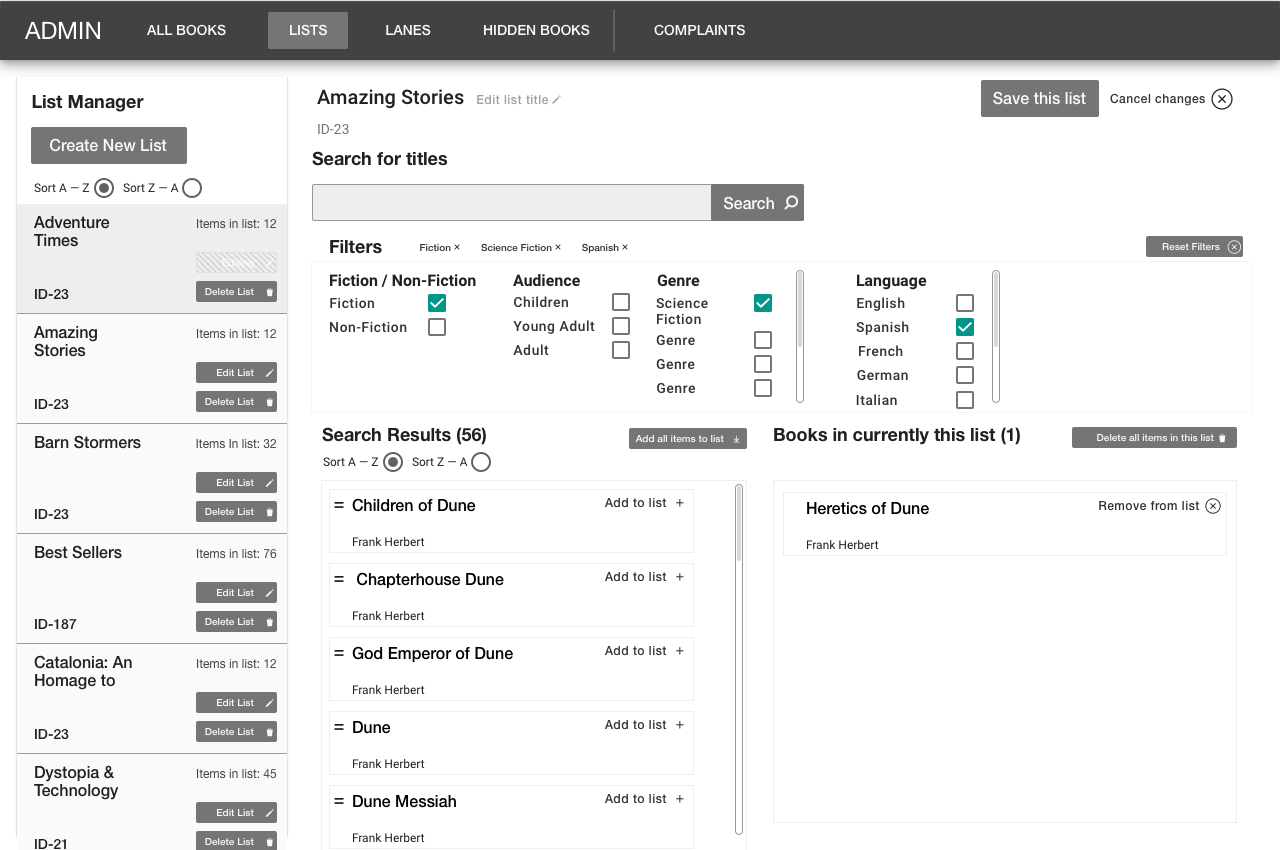 ADMIN
ALL BOOKS
LISTS
LANES
HIDDEN BOOKS
COMPLAINTS
List Manager
Create New List
Sort A — Z
Sort Z — A
Adventure
Times
Items in list: 12
ID-23
Delete List
Amazing
Stories
Items in list: 12
Edit List
ID-23
Delete List
Barn Stormers
Items In list: 32
Edit List
ID-23
Delete List
Best Sellers
Items in list: 76
Edit List
ID-187
Delete List
Catalonia: An
Homage to
Items in list: 12
Edit List
ID-23
Delete List
Dystopia &
Technology
Items in list: 45
Edit List
ID-21
Delete List
Amazing Stories
Edit list title
Save this list
Cancel changes
ID-23
Search for titles
Search
Filters
Fiction ×
Science Fiction ×
Spanish ×
Reset Filters
Fiction / Non-Fiction
Fiction
Non-Fiction
Audience
Children
Young Adult
Adult
Genre
Science
Fiction
Genre
Genre
Genre
Language
English
Spanish
French
German
Italian
Search Results (56)
Add all items to list
Sort A — Z
Sort Z — A
= Children of Dune
Add to list +
Frank Herbert
= Chapterhouse Dune
Add to list +
Frank Herbert
= God Emperor of Dune
Add to list +
Frank Herbert
= Dune
Add to list +
Frank Herbert
= Dune Messiah
Add to list +
Frank Herbert
Books in currently this list (1)
Delete all items in this list
Heretics of Dune
Remove from list
Frank Herbert